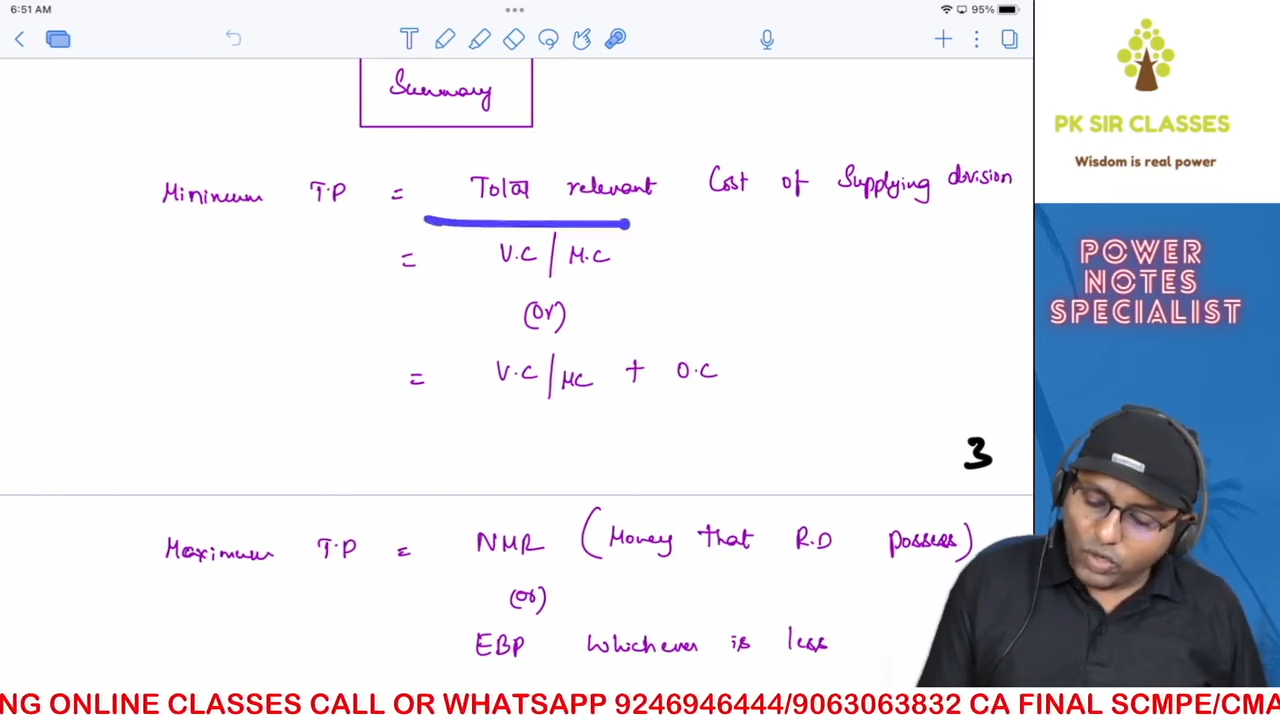 6:51 AM
95%
PK SIR CLASSES
Wisdom is real power
Summary
Minimum T.P = Total relevant Cost of Supplying division
= V.C / M.C
(or)
= V.C / MC + O.C
3
Maximum T.P = NMR (Money that R.D possess)
(or)
EBP whichever is less
POWER
NOTES
SPECIALIST
NG ONLINE CLASSES CALL OR WHATSAPP 9246946444/9063063832 CA FINAL SCMPE/CMA